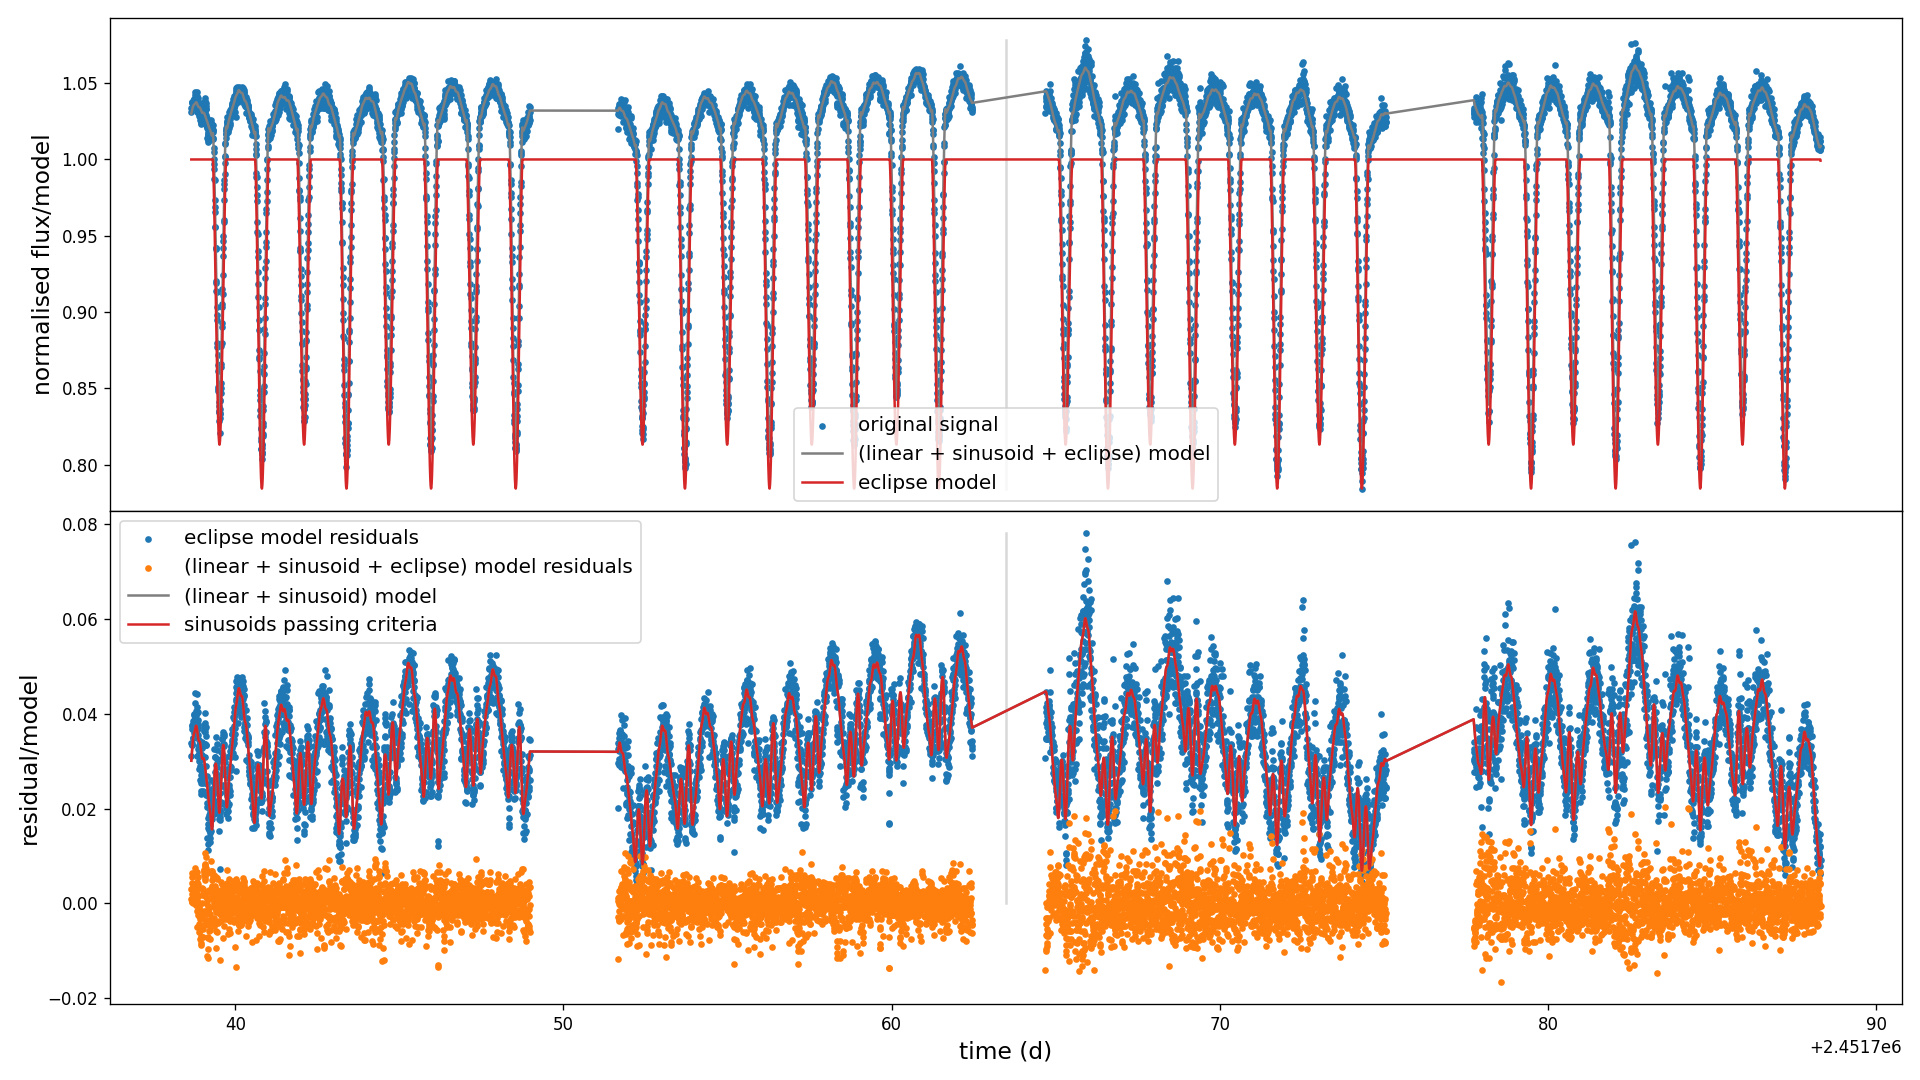 normalised flux/model
1.05
1.00
0.95
0.90
0.85
0.80
original signal
(linear + sinusoid + eclipse) model
eclipse model
residual/model
0.08
0.06
0.04
0.02
0.00
−0.02
eclipse model residuals
(linear + sinusoid + eclipse) model residuals
(linear + sinusoid) model
sinusoids passing criteria
40 50 60 70 80 90
time (d)
+2.4517e6